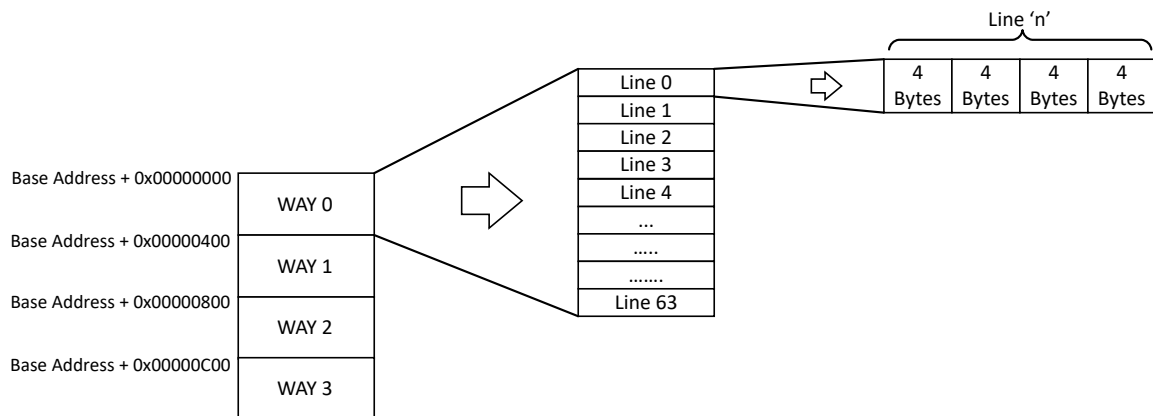 Line ‘n’
4 Bytes
4 Bytes
4 Bytes
4 Bytes
Line 0
Line 1
Line 2
Line 3
Line 4
...
.....
.......
Line 63
Base Address + 0x00000000
WAY 0
Base Address + 0x00000400
WAY 1
Base Address + 0x00000800
WAY 2
Base Address + 0x00000C00
WAY 3